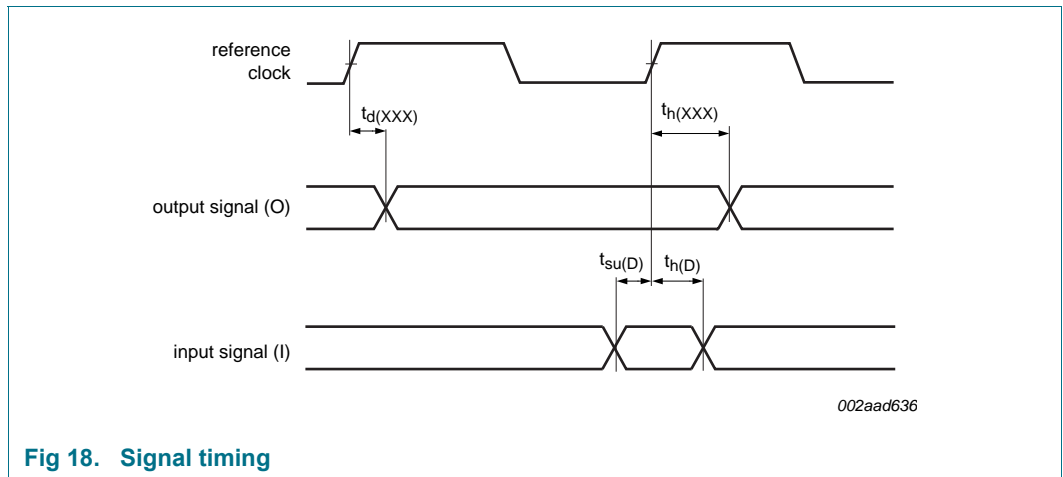 reference
clock
td(XXX)
th(XXX)
output signal (O)
tsu(D)
th(D)
input signal (I)
002aad636
Fig 18. Signal timing